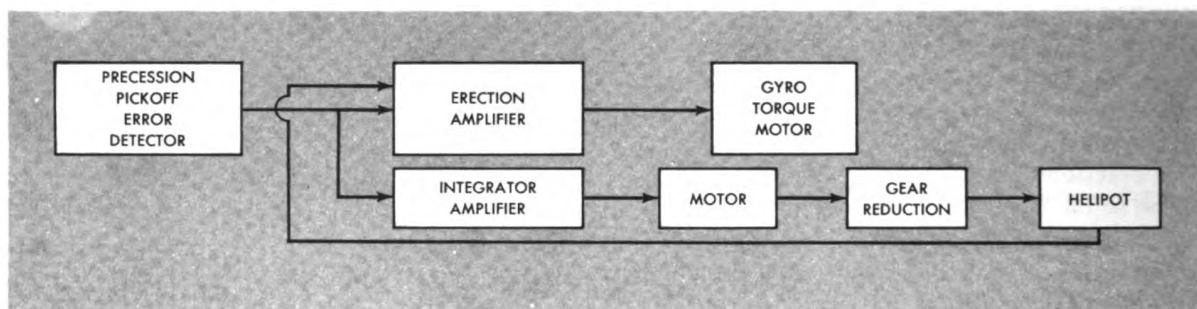 PRECESSION
PICKOFF
ERROR
DETECTOR
ERECTION
AMPLIFIER
GYRO
TORQUE
MOTOR
INTEGRATOR
AMPLIFIER
MOTOR
GEAR
REDUCTION
HELIPOT